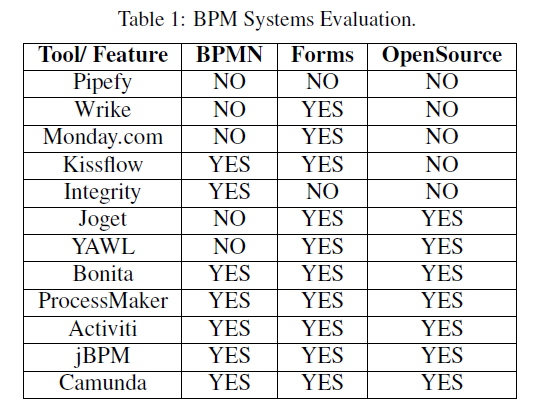 Table 1: BPM Systems Evaluation.
Tool/ Feature BPMN Forms OpenSource
Pipefy NO NO NO
Wrike NO YES NO
Monday.com NO YES NO
Kissflow YES YES NO
Integrity YES NO NO
Joget NO YES YES
YAWL NO YES YES
Bonita YES YES YES
ProcessMaker YES YES YES
Activiti YES YES YES
jBPM YES YES YES
Camunda YES YES YES